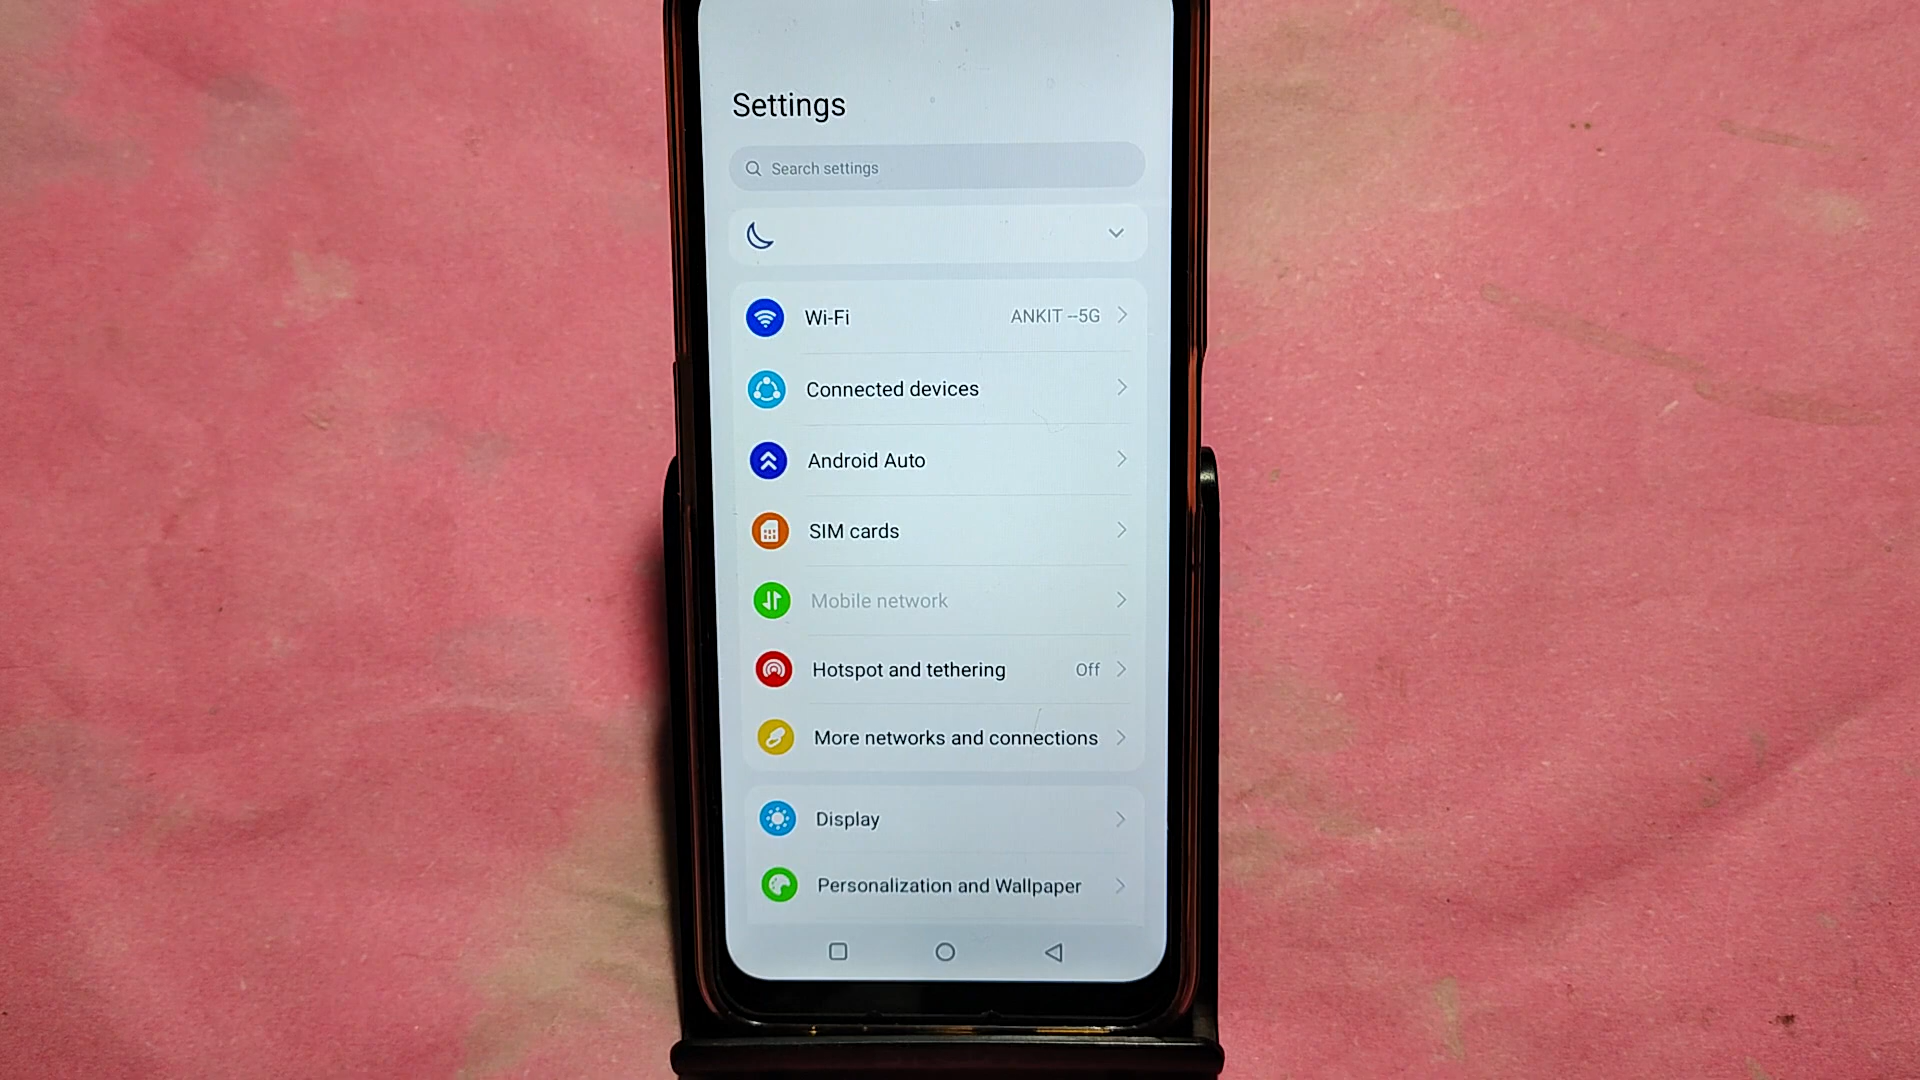 Settings
Search settings
Wi-Fi ANKIT --5G
Connected devices
Android Auto
SIM cards
Mobile network
Hotspot and tethering Off
More networks and connections
Display
Personalization and Wallpaper